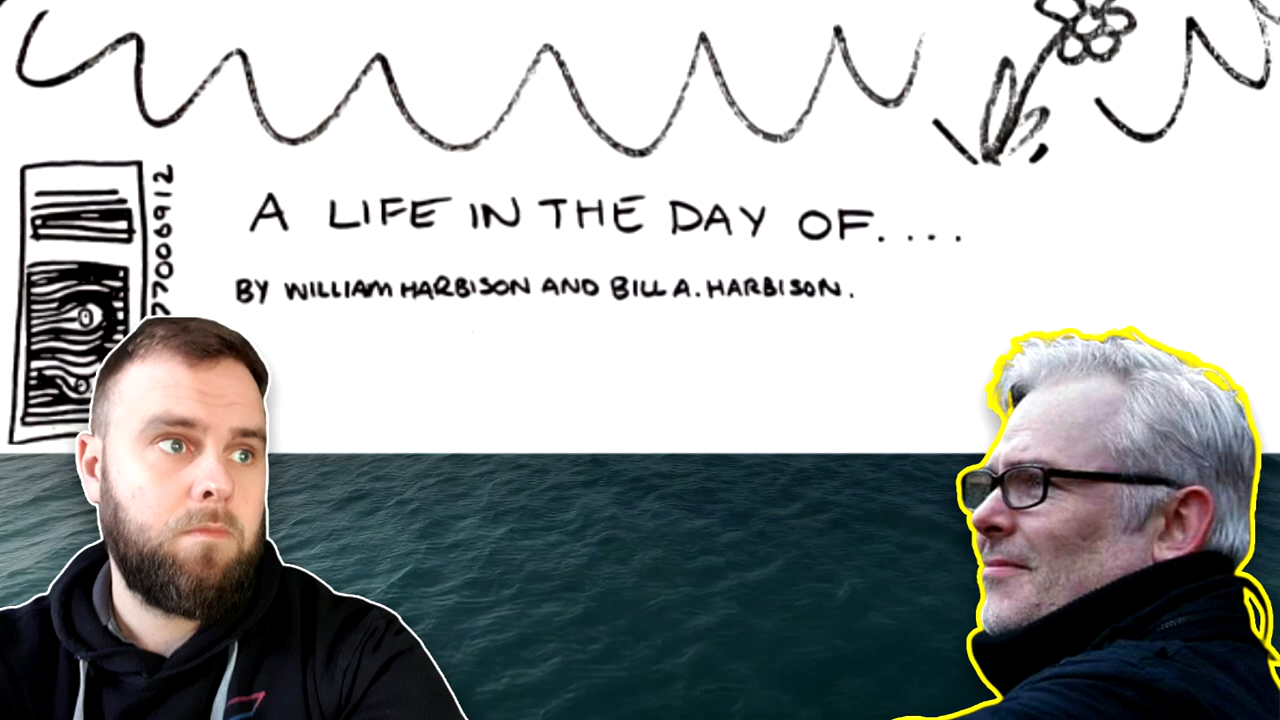 A LIFE IN THE DAY OF....
BY WILLIAM HARBISON AND BILL A. HARBISON.
77006912